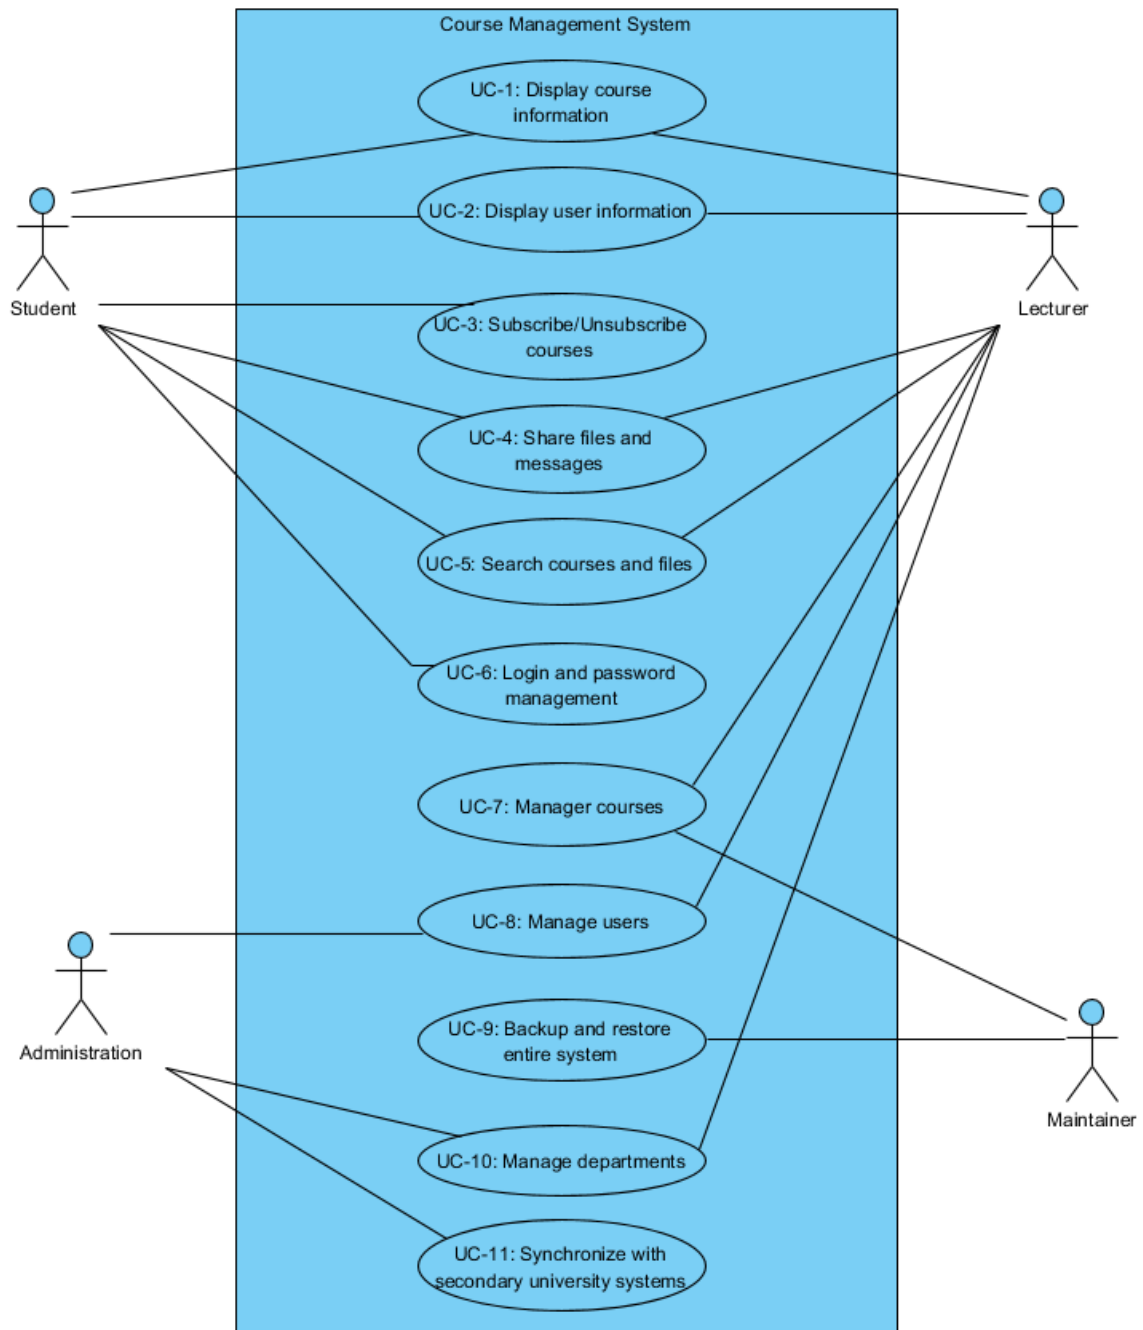 Course Management System
UC-1: Display course
information
UC-2: Display user information
Student
Lecturer
UC-3: Subscribe/Unsubscribe
courses
UC-4: Share files and
messages
UC-5: Search courses and files
UC-6: Login and password
management
UC-7: Manager courses
UC-8: Manage users
Administration
UC-9: Backup and restore
entire system
Maintainer
UC-10: Manage departments
UC-11: Synchronize with
secondary university systems